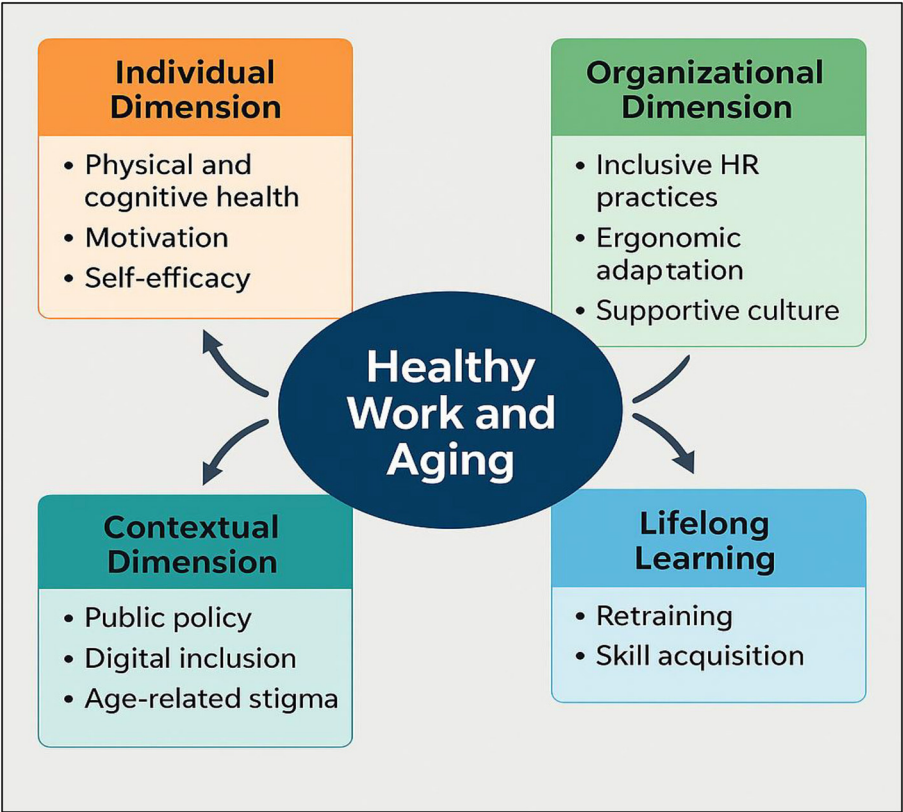 Individual
Dimension
• Physical and
cognitive health
• Motivation
• Self-efficacy
Organizational
Dimension
• Inclusive HR
practices
• Ergonomic
adaptation
• Supportive culture
Healthy
Work and
Aging
Contextual
Dimension
• Public policy
• Digital inclusion
• Age-related stigma
Lifelong
Learning
• Retraining
• Skill acquisition